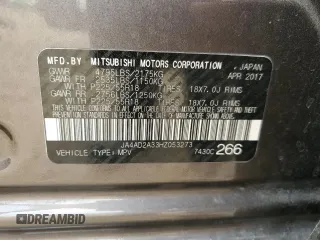 MFD.BY MITSUBISHI MOTORS CORPORATION
JAPAN
GVWR 4795LBS/2175KG
APR 2017
GAWR FR 2535LBS/1150KG
WITH P225/55R18 TIRES 18X7.0J RIMS
GAWR RR 2756LBS/1250KG
WITH P225/55R18 TIRES 18X7.0J RIMS
JA4AD2A33HZ053273
VEHICLE TYPE: MPV
7430C 266
DREAMBID